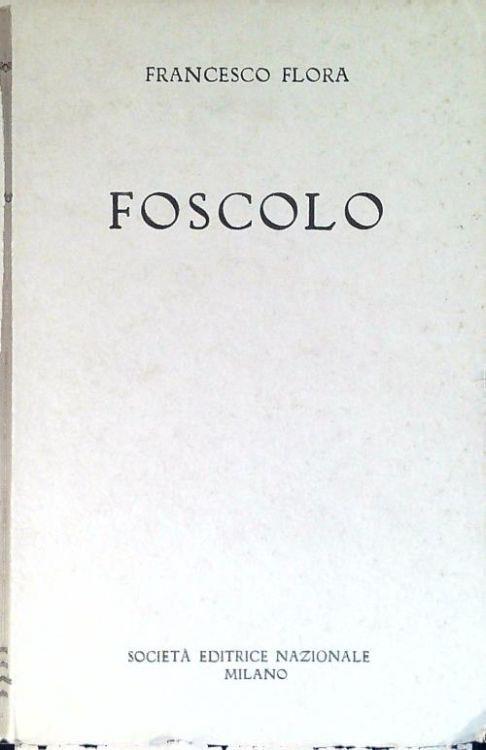 FRANCESCO FLORA
FOSCOLO
SOCIETÀ EDITRICE NAZIONALE
MILANO